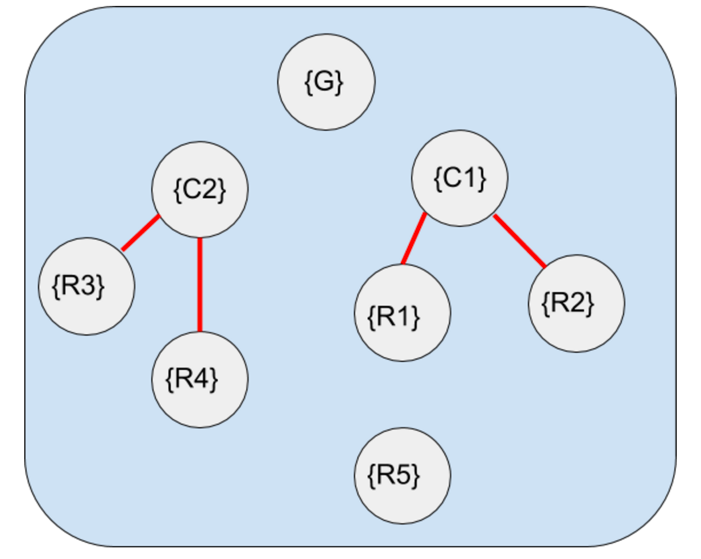 {G}
{C2}
{C1}
{R3}
{R1}
{R2}
{R4}
{R5}